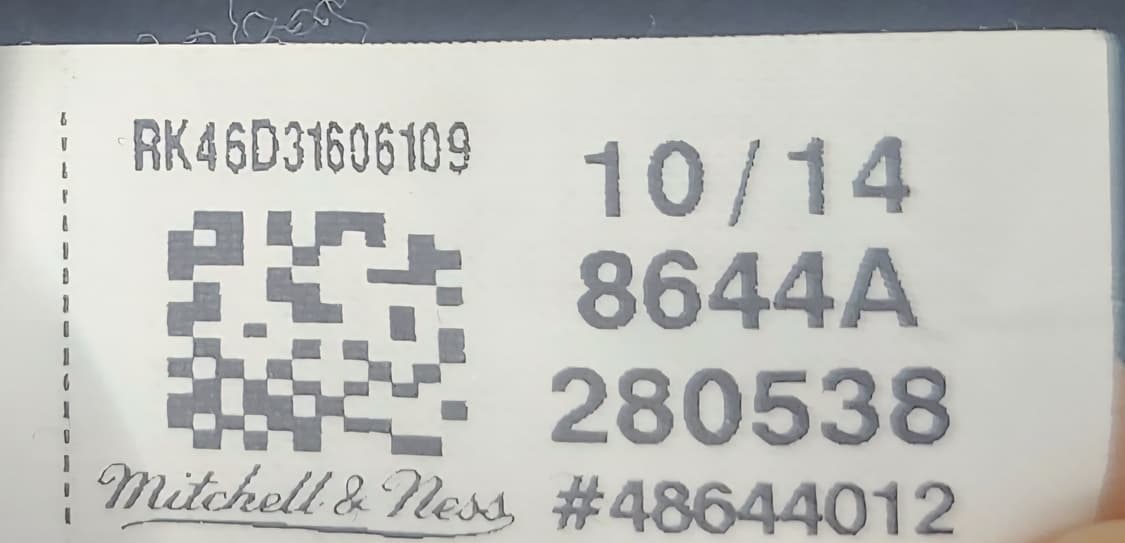 RK46D31606109
10/14
8644A
280538
Mitchell & Ness
#48644012